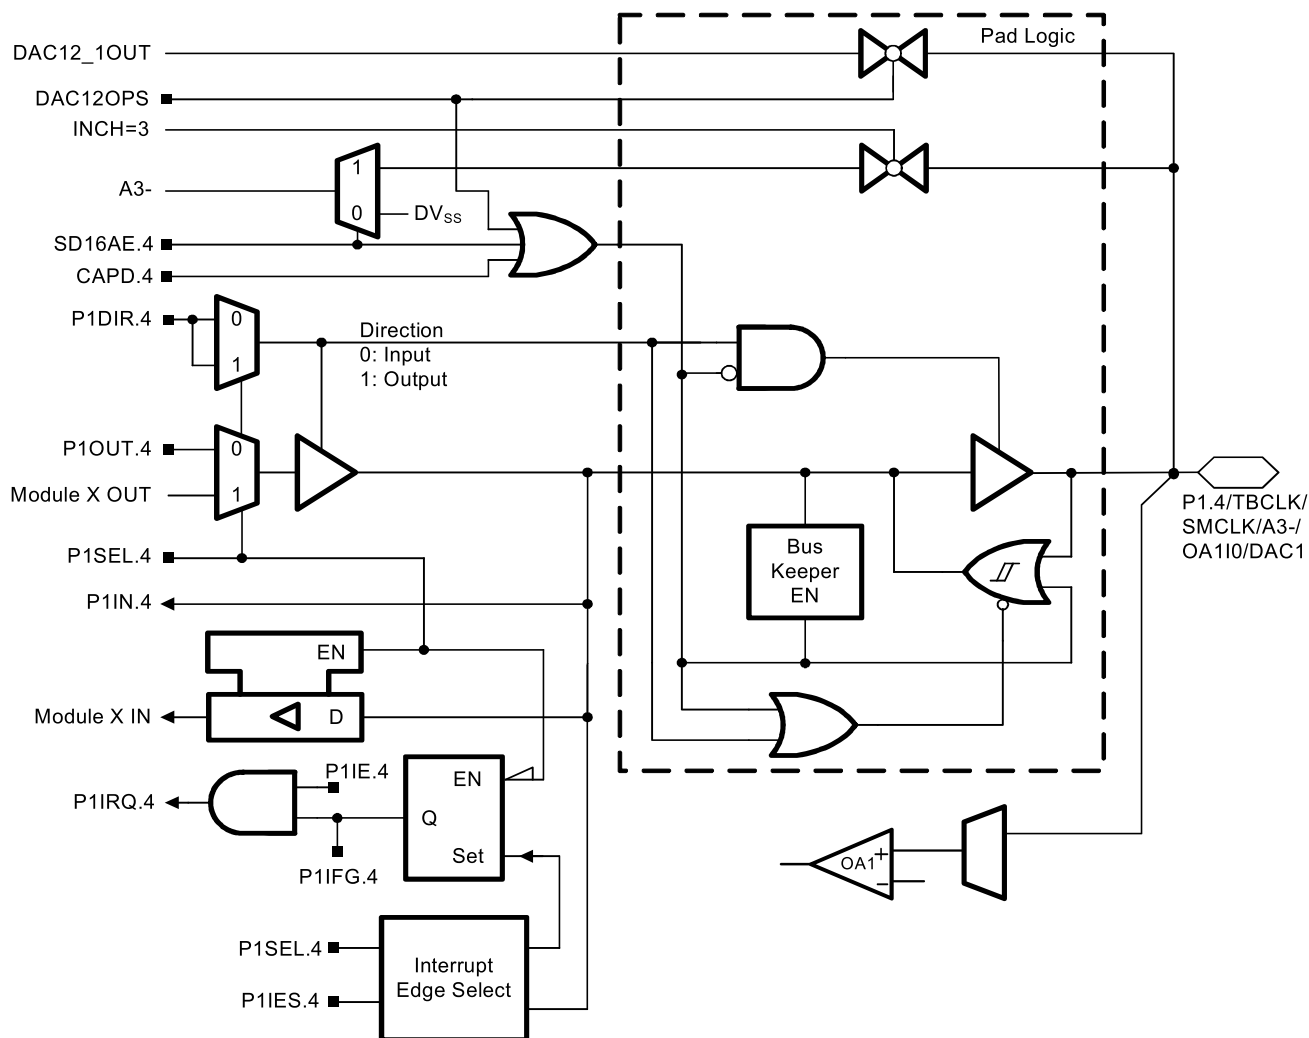 Pad Logic
DAC12_1OUT
DAC12OPS
INCH=3
1
A3-
0
DVSS
SD16AE.4
CAPD.4
P1DIR.4
0
1
Direction
0: Input
1: Output
P1OUT.4
0
Module X OUT
1
P1.4/TBCLK/
SMCLK/A3-/
OA1I0/DAC1
P1SEL.4
Bus
Keeper
EN
P1IN.4
EN
Module X IN
D
P1IE.4
P1IRQ.4
EN
Q
Set
P1IFG.4
OA1
+
−
P1SEL.4
P1IES.4
Interrupt
Edge Select